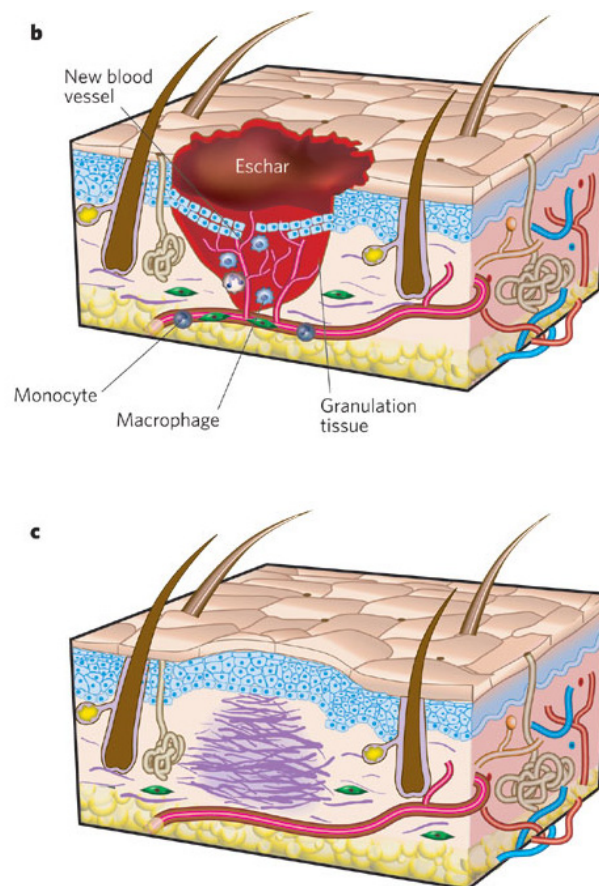 b
New blood
vessel
Eschar
Monocyte
Macrophage
Granulation
tissue
c